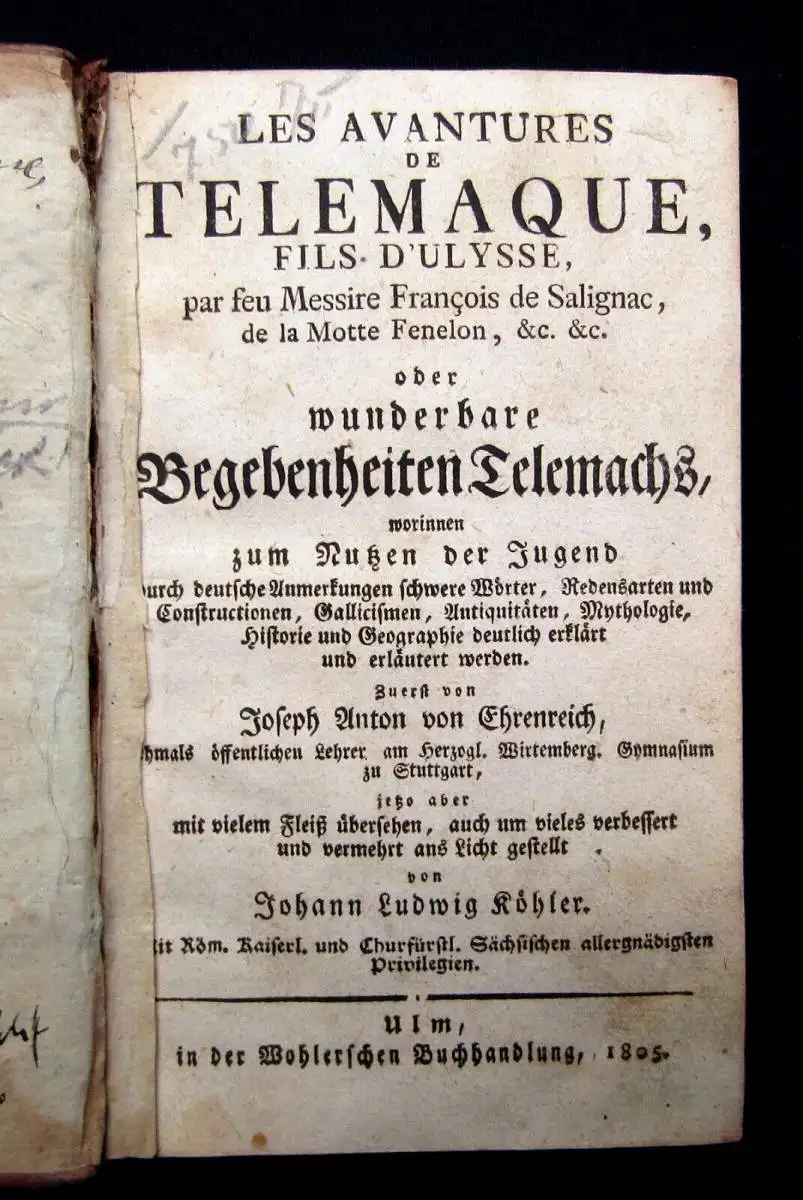 LES AVANTURES
DE
TELEMAQUE,
FILS D'ULYSSE,
par feu Messire François de Salignac,
de la Motte Fenelon, &c. &c.
oder
wunderbare
Begebenheiten Telemachs,
worinnen
zum Nutzen der Jugend
durch deutsche Anmerkungen schwere Wörter, Redensarten und
Constructionen, Gallicismen, Antiquitäten, Mythologie,
Historie und Geographie deutlich erklärt
und erläutert werden.
Zuerst von
Joseph Anton von Ehrenreich,
öffentlichen Lehrer am Herzogl. Wirtemberg. Gymnasium
zu Stuttgart,
jetzo aber
mit vielem Fleiß übersehen, auch um vieles verbessert
und vermehrt ans Licht gestellt
von
Johann Ludwig Köhler.
Mit Röm. Kaiserl. und Churfürstl. Sächsischen allergnädigsten
Privilegien.
Ulm,
in der Wohlerschen Buchhandlung, 1805.